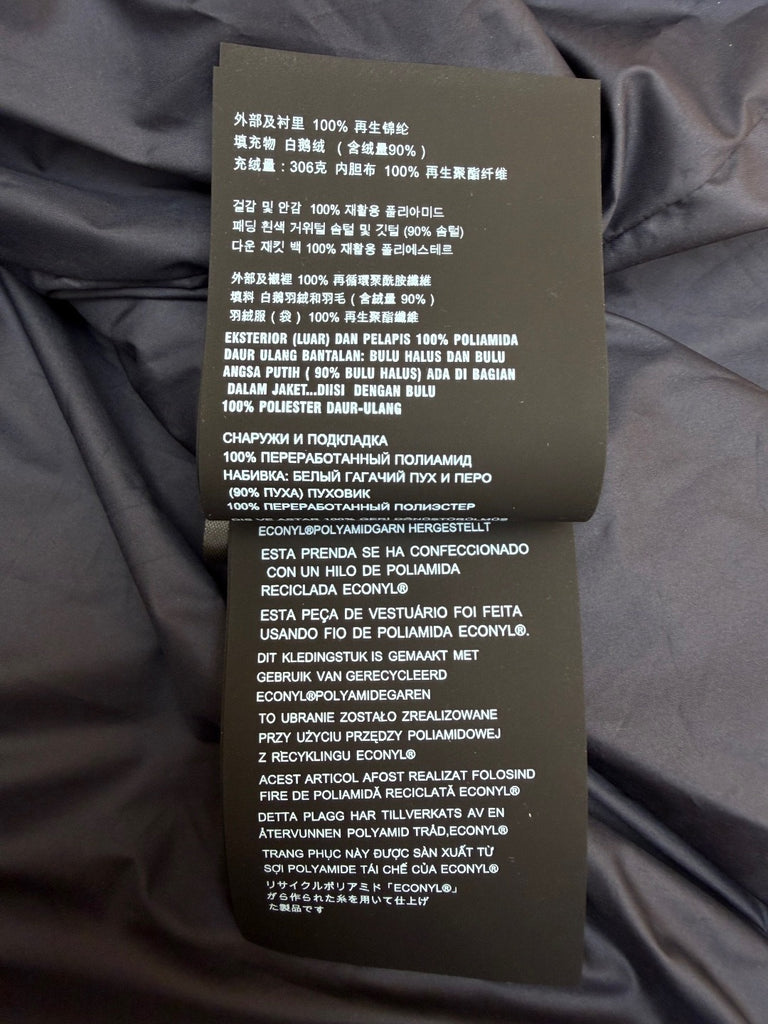 外部及衬里 100% 再生锦纶
填充物 白鹅绒 ( 含绒量90% )
充绒量 : 306克 内胆布 100% 再生聚酯纤维
겉감 및 안감 100% 재활용 폴리아미드
패딩 흰색 거위털 솜털 및 깃털 (90% 솜털)
다운 재킷 백 100% 재활용 폴리에스테르
外部及襯裡 100% 再循環聚酰胺纖維
填料 白鵝羽絨和羽毛 ( 含絨量 90% )
羽絨服 ( 袋 ) 100% 再生聚酯纖維
EKSTERIOR (LUAR) DAN PELAPIS 100% POLIAMIDA
DAUR ULANG BANTALAN: BULU HALUS DAN BULU
ANGSA PUTIH ( 90% BULU HALUS) ADA DI BAGIAN
DALAM JAKET...DIISI DENGAN BULU
100% POLIESTER DAUR-ULANG
СНАРУЖИ И ПОДКЛАДКА
100% ПЕРЕРАБОТАННЫЙ ПОЛИАМИД
НАБИВКА: БЕЛЫЙ ГАГАЧИЙ ПУХ И ПЕРО
(90% ПУХА) ПУХОВИК
100% ПЕРЕРАБОТАННЫЙ ПОЛИЭСТЕР
DIŞ VE ASTAR 100% GERİ DÖNÜŞTÜRÜLMÜŞ
ECONYL®POLYAMIDGARN HERGESTELLT
ESTA PRENDA SE HA CONFECCIONADO
CON UN HILO DE POLIAMIDA
RECICLADA ECONYL®
ESTA PEÇA DE VESTUÁRIO FOI FEITA
USANDO FIO DE POLIAMIDA ECONYL®.
DIT KLEDINGSTUK IS GEMAAKT MET
GEBRUIK VAN GERECYCLEERD
ECONYL®POLYAMIDEGAREN
TO UBRANIE ZOSTAŁO ZREALIZOWANE
PRZY UŻYCIU PRZĘDZY POLIAMIDOWEJ
Z RECYKLINGU ECONYL®
ACEST ARTICOL AFOST REALIZAT FOLOSIND
FIRE DE POLIAMIDĂ RECICLATĂ ECONYL®
DETTA PLAGG HAR TILLVERKATS AV EN
ÅTERVUNNEN POLYAMID TRÅD,ECONYL®
TRANG PHỤC NÀY ĐƯỢC SẢN XUẤT TỪ
SỢI POLYAMIDE TÁI CHẾ CỦA ECONYL®
リサイクルポリアミド「ECONYL®」
がら作られた糸を用いて仕上げ
た製品です